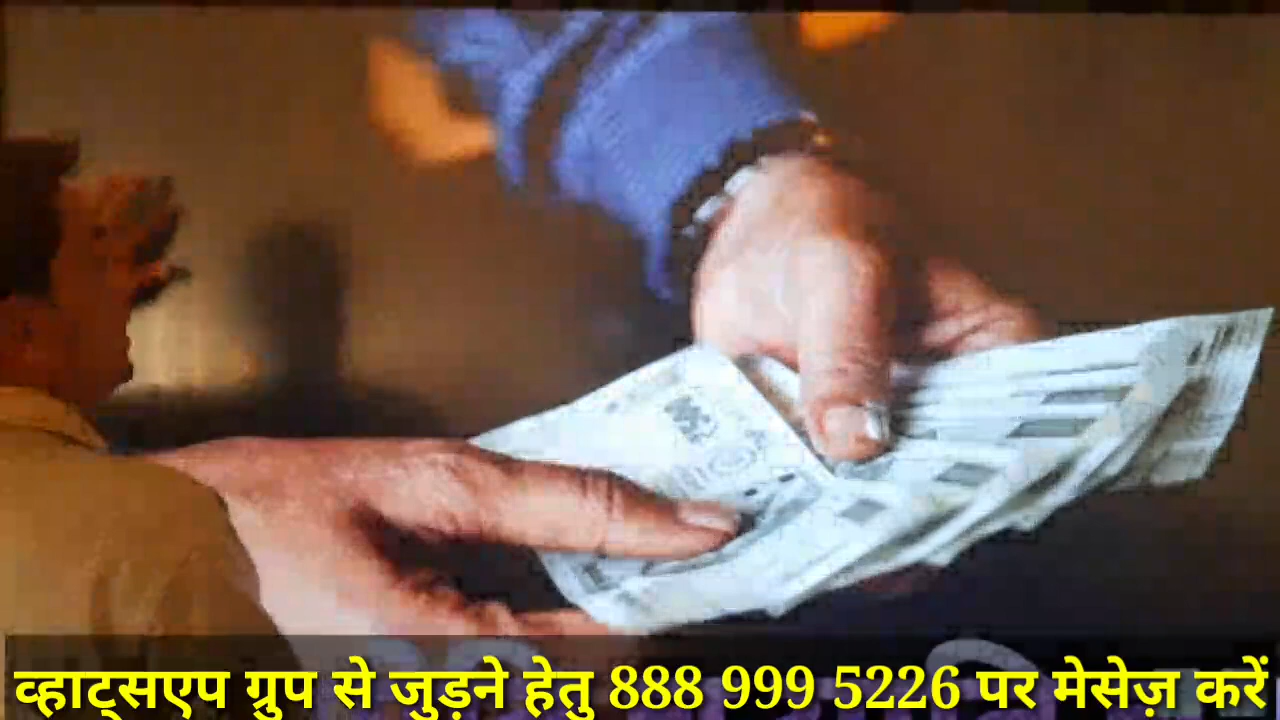 व्हाट्सएप ग्रुप से जुड़ने हेतु 888 999 5226 पर मेसेज़ करें